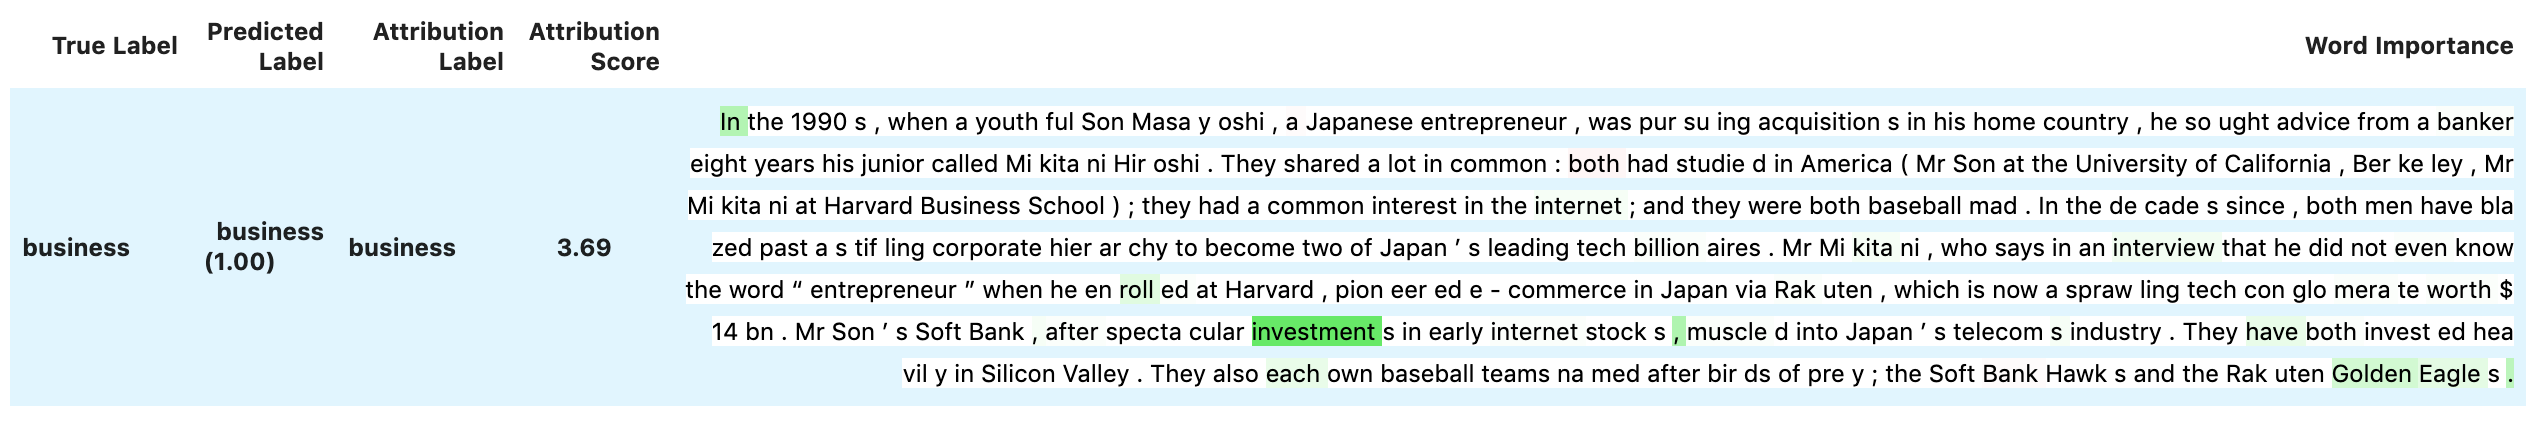 True Label Predicted Label Attribution Label Attribution Score Word Importance
business business (1.00) business 3.69
In the 1990 s , when a youth ful Son Masa y oshi , a Japanese entrepreneur , was pur su ing acquisition s in his home country , he so ught advice from a banker
eight years his junior called Mi kita ni Hir oshi . They shared a lot in common : both had studie d in America ( Mr Son at the University of California , Ber ke ley , Mr
Mi kita ni at Harvard Business School ) ; they had a common interest in the internet ; and they were both baseball mad . In the de cade s since , both men have bla
zed past a s tif ling corporate hier ar chy to become two of Japan ’ s leading tech billion aires . Mr Mi kita ni , who says in an interview that he did not even know
the word “ entrepreneur ” when he en roll ed at Harvard , pion eer ed e - commerce in Japan via Rak uten , which is now a spraw ling tech con glo mera te worth $
14 bn . Mr Son ’ s Soft Bank , after specta cular investment s in early internet stock s , muscle d into Japan ’ s telecom s industry . They have both invest ed hea
vil y in Silicon Valley . They also each own baseball teams na med after bir ds of pre y ; the Soft Bank Hawk s and the Rak uten Golden Eagle s .